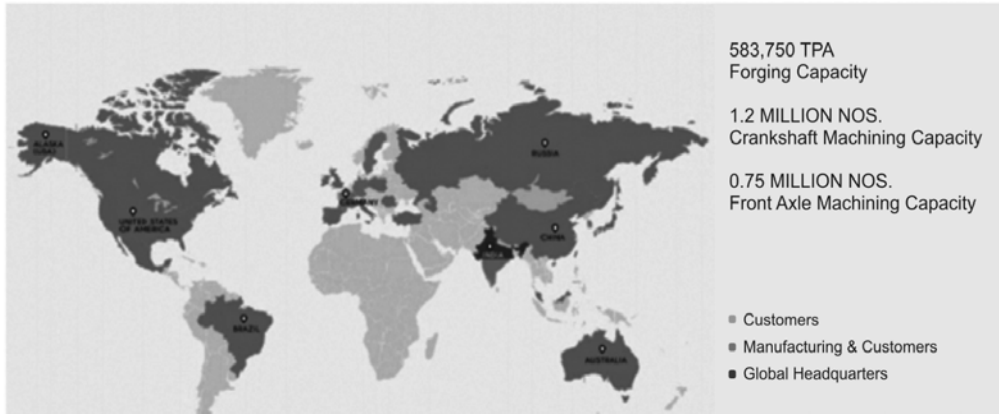 583,750 TPA
Forging Capacity
1.2 MILLION NOS.
Crankshaft Machining Capacity
0.75 MILLION NOS.
Front Axle Machining Capacity
ALASKA
(USA)
RUSSIA
GERMANY
UNITED STATES
OF AMERICA
CHINA
INDIA
BRAZIL
AUSTRALIA
Customers
Manufacturing & Customers
Global Headquarters